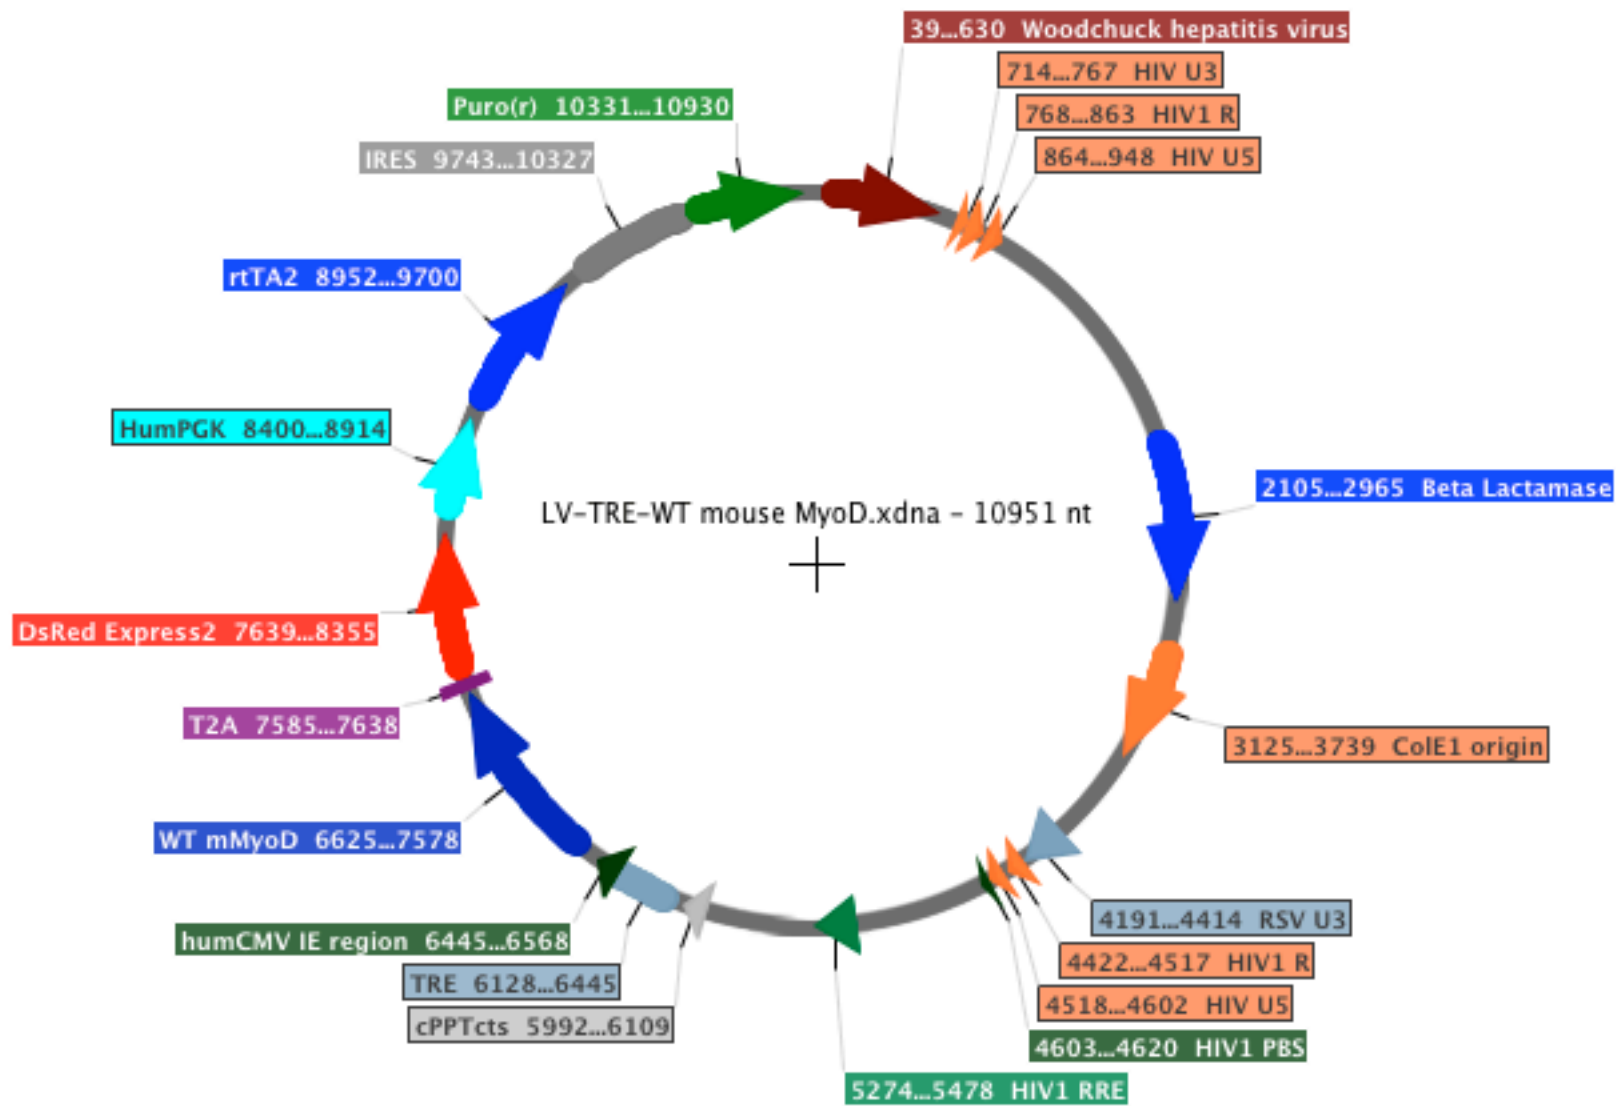 39...630 Woodchuck hepatitis virus
714...767 HIV U3
Puro(r) 10331...10930
768...863 HIV1 R
IRES 9743...10327
864...948 HIV U5
rtTA2 8952...9700
HumPGK 8400...8914
2105...2965 Beta Lactamase
LV-TRE-WT mouse MyoD.xdna - 10951 nt
DsRed Express2 7639...8355
T2A 7585...7638
3125...3739 ColE1 origin
WT mMyoD 6625...7578
4191...4414 RSV U3
humCMV IE region 6445...6568
4422...4517 HIV1 R
TRE 6128...6445
4518...4602 HIV U5
cPPTcts 5992...6109
4603...4620 HIV1 PBS
5274...5478 HIV1 RRE